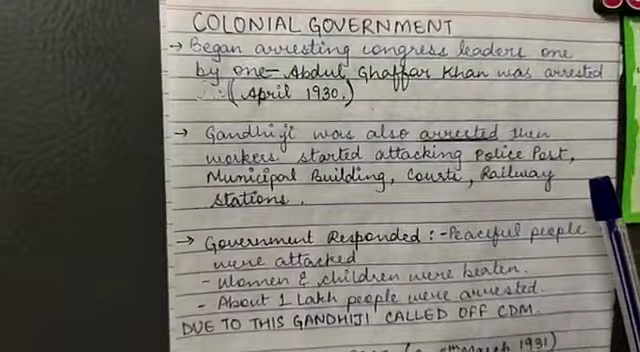 COLONIAL GOVERNMENT
→ Began arresting congress leaders one
by one - Abdul Ghaffar Khan was arrested
(April 1930.)
→ Gandhiji was also arrested then
workers started attacking Police Post,
Municipal Building, Courts, Railway
Stations.
→ Government Responded :- Peaceful people
were attacked
- Women & children were beaten.
- About 1 Lakh people were arrested.
DUE TO THIS GANDHIJI CALLED OFF CDM.
March 1931)